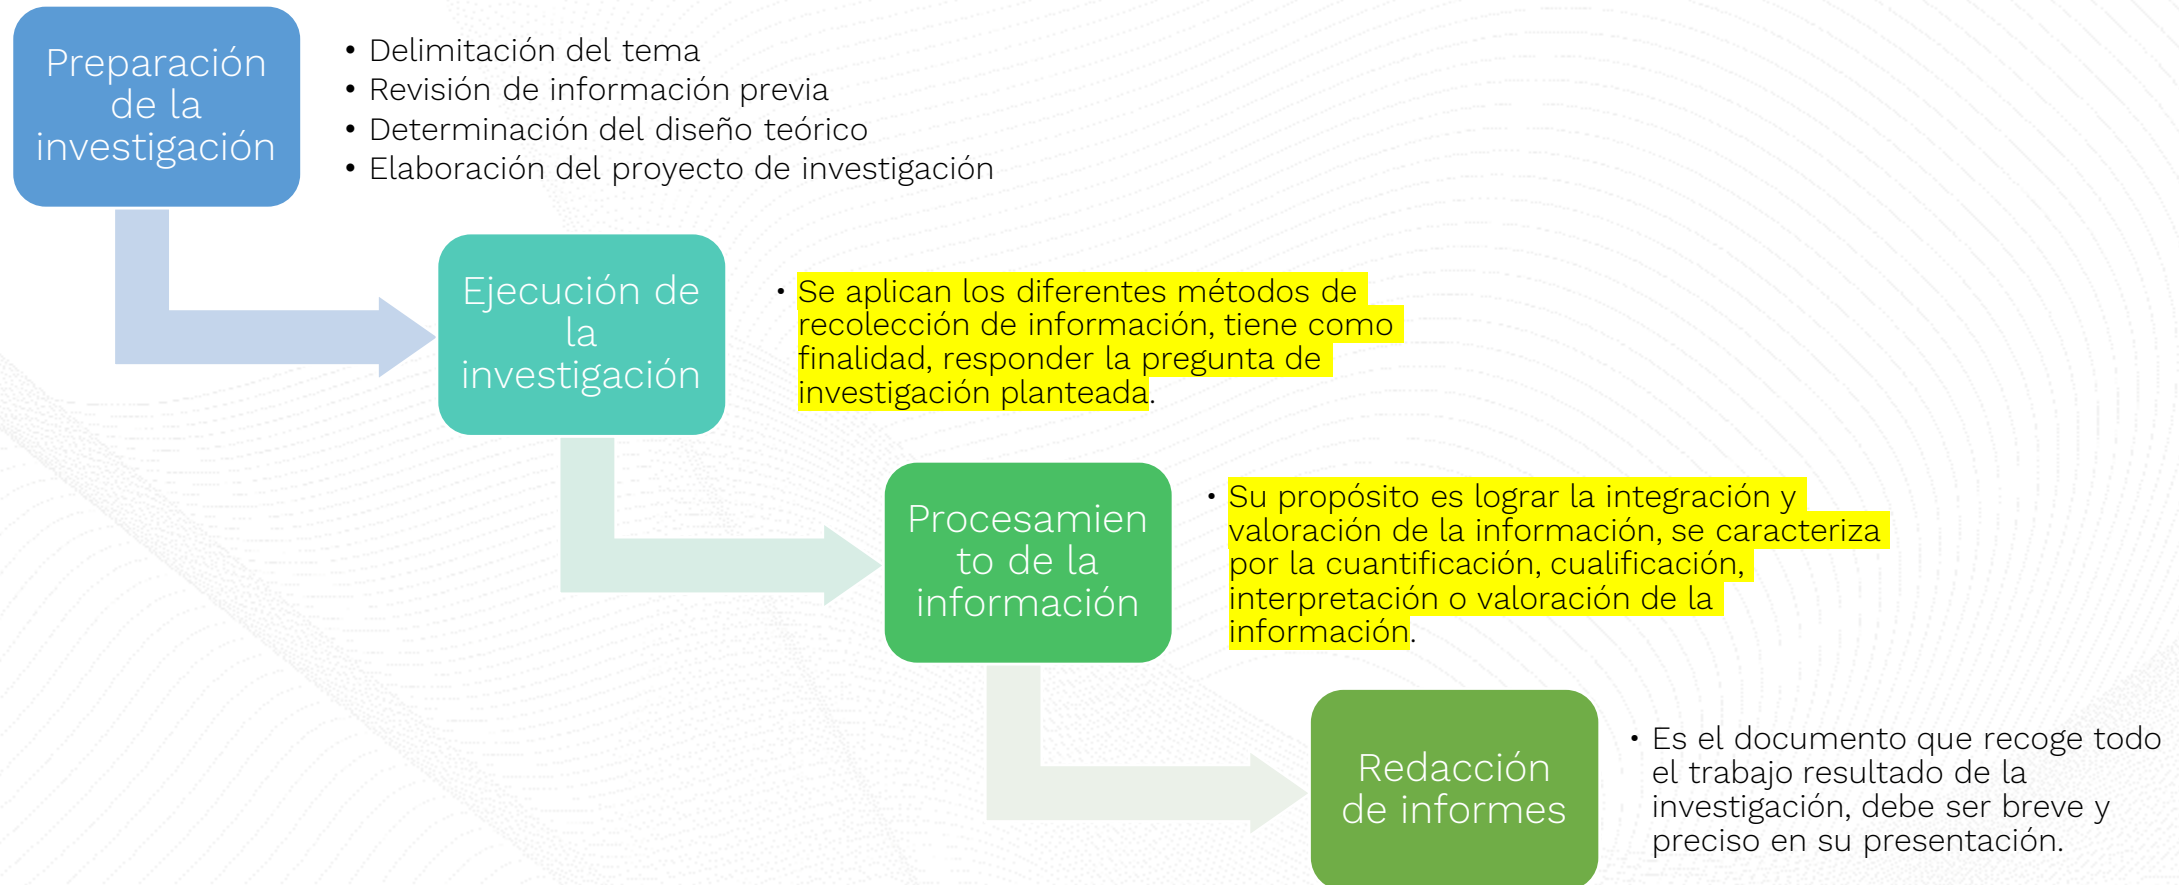 Preparación
de la
investigación
• Delimitación del tema
• Revisión de información previa
• Determinación del diseño teórico
• Elaboración del proyecto de investigación
Ejecución de
la
investigación
• Se aplican los diferentes métodos de
recolección de información, tiene como
finalidad, responder la pregunta de
investigación planteada.
Procesamien
to de la
información
• Su propósito es lograr la integración y
valoración de la información, se caracteriza
por la cuantificación, cualificación,
interpretación o valoración de la
información.
Redacción
de informes
• Es el documento que recoge todo
el trabajo resultado de la
investigación, debe ser breve y
preciso en su presentación.